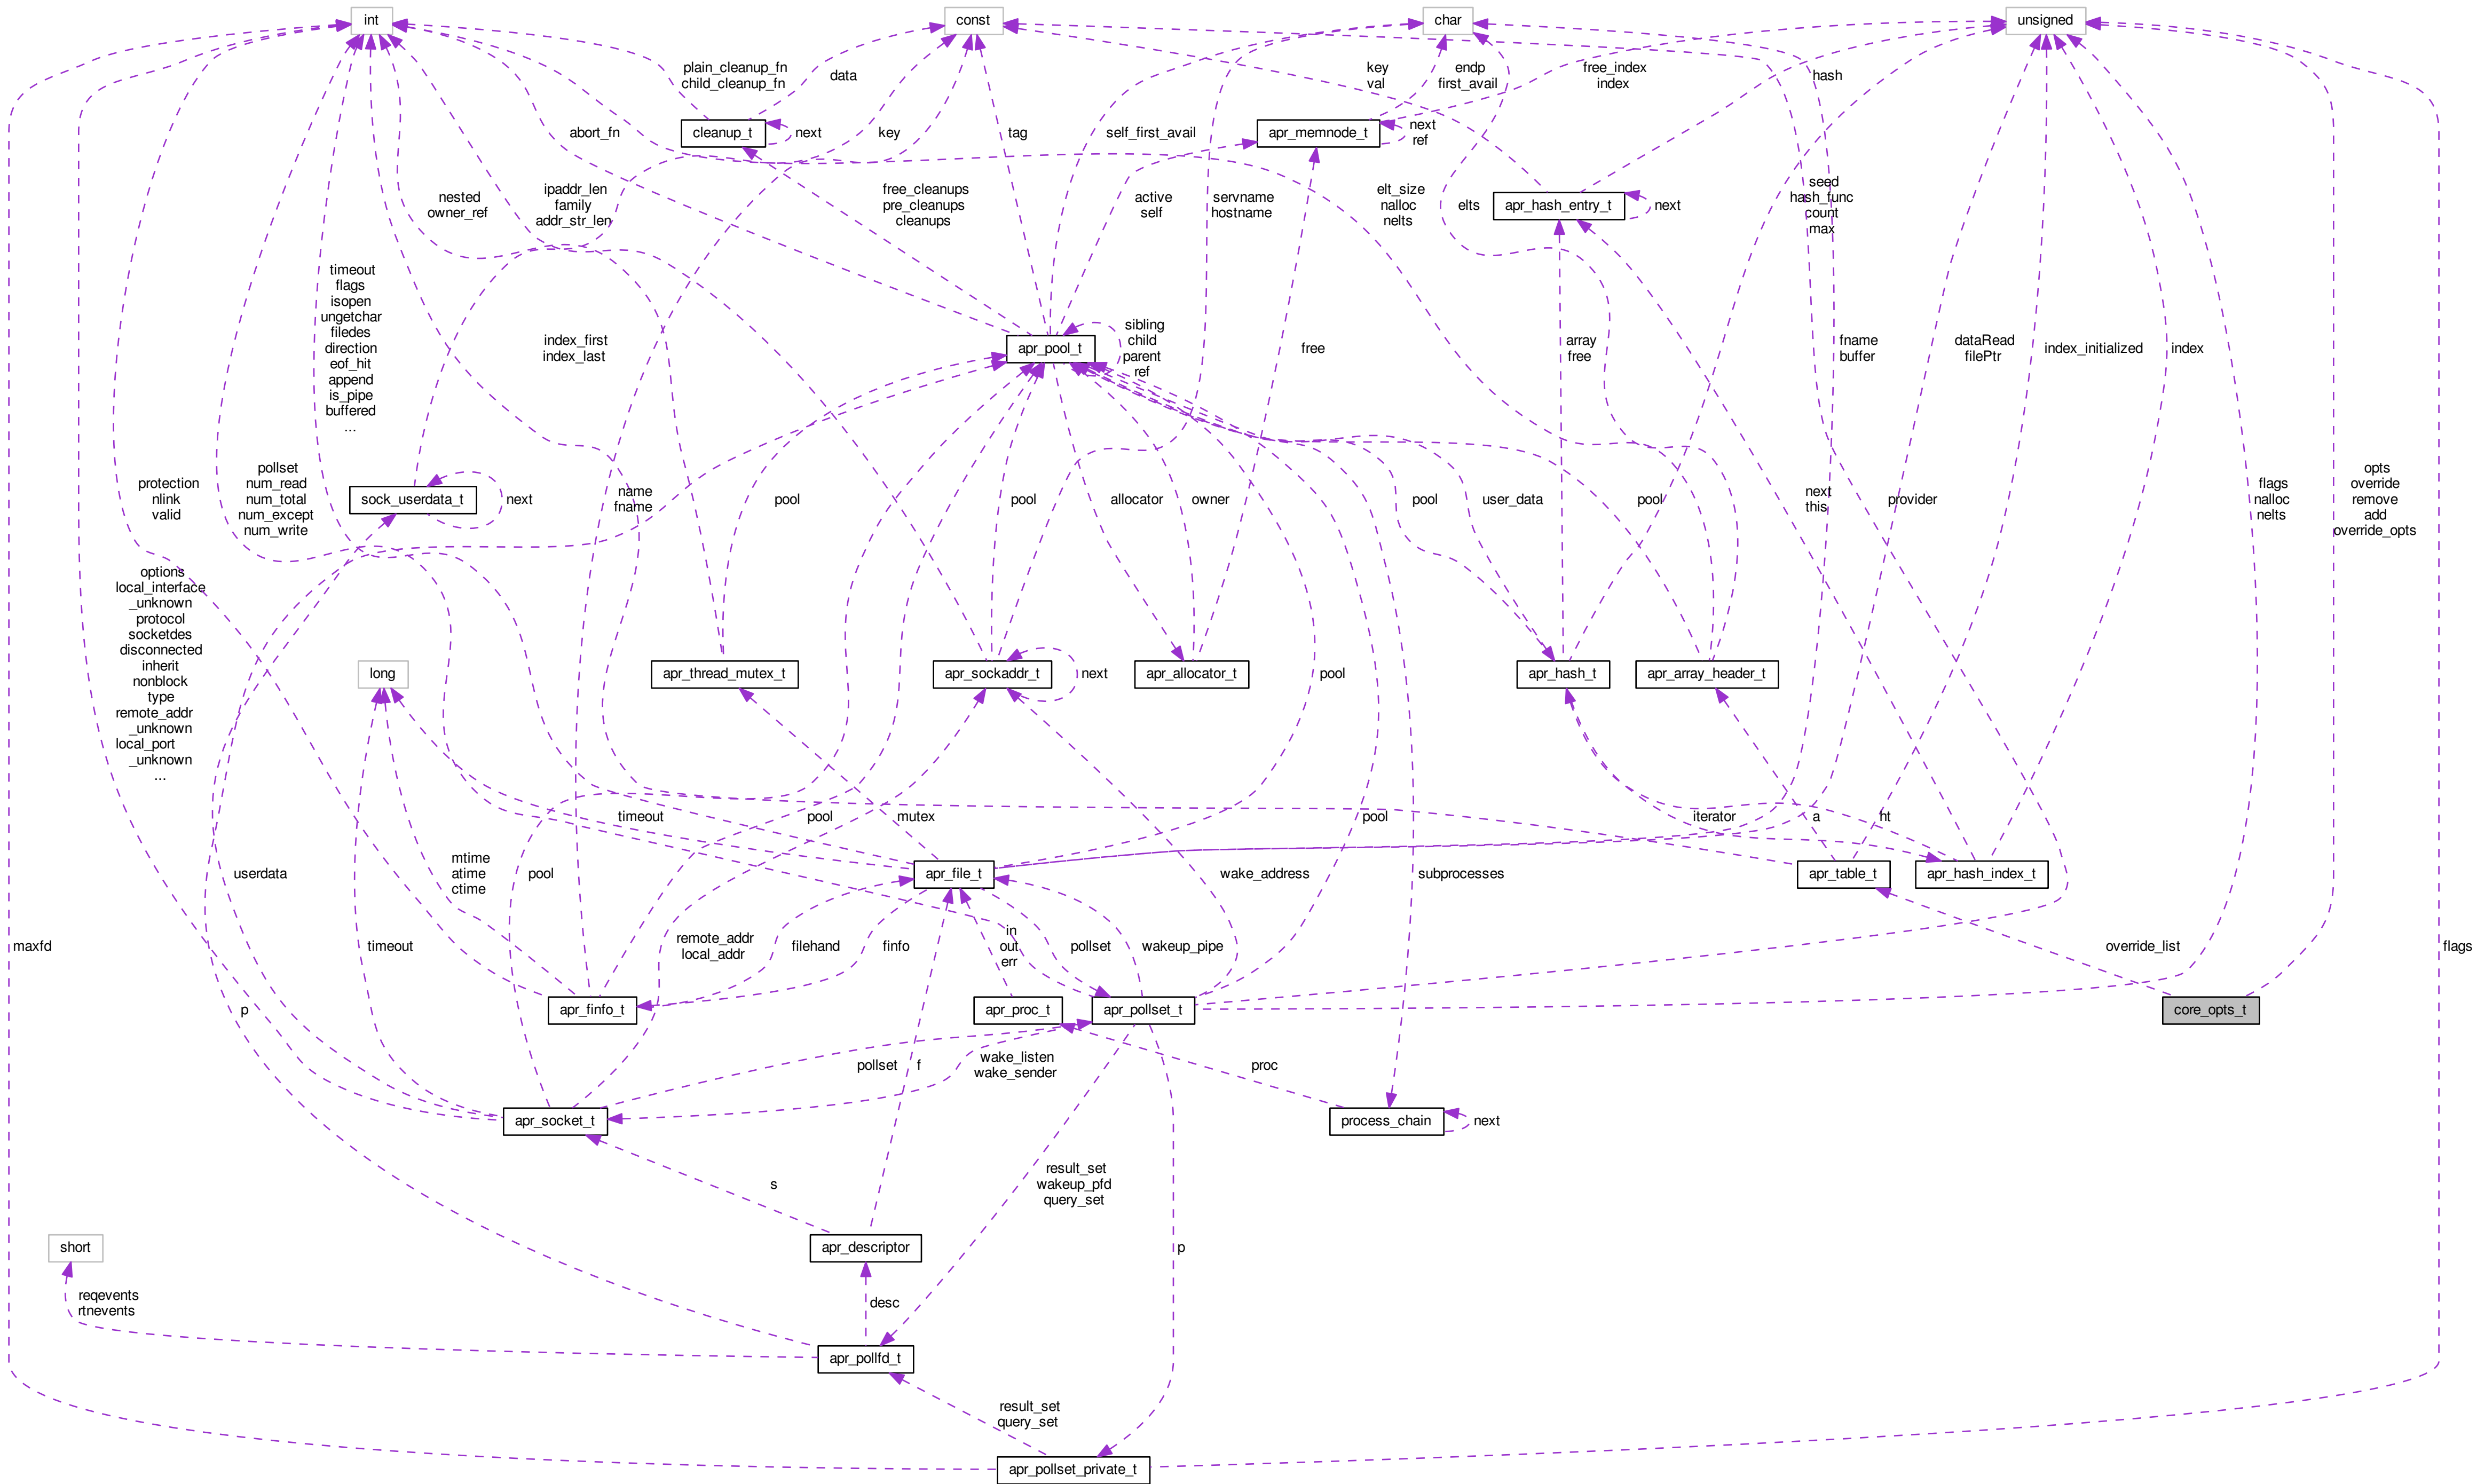 int
const
char
unsigned
plain_cleanup_fn
child_cleanup_fn
data
key
val
endp
first_avail
free_index
index
hash
abort_fn
cleanup_t
next
key
tag
self_first_avail
apr_memnode_t
next
ref
nested
owner_ref
ipaddr_len
family
addr_str_len
free_cleanups
pre_cleanups
cleanups
active
self
servname
hostname
elt_size
nalloc
nelts
elts
apr_hash_entry_t
next
seed
hash_func
count
max
timeout
flags
isopen
ungetchar
filedes
direction
eof_hit
append
is_pipe
buffered
...
index_first
index_last
apr_pool_t
sibling
child
parent
ref
free
array
free
fname
buffer
dataRead
filePtr
index_initialized
index
protection
nlink
valid
pollset
num_read
num_total
num_except
num_write
sock_userdata_t
next
name
fname
pool
pool
allocator
owner
pool
user_data
pool
next
this
provider
flags
nalloc
nelts
opts
override
remove
add
override_opts
options
local_interface
_unknown
protocol
socketdes
disconnected
inherit
nonblock
type
remote_addr
_unknown
local_port
_unknown
...
long
apr_thread_mutex_t
apr_sockaddr_t
next
apr_allocator_t
pool
apr_hash_t
apr_array_header_t
timeout
pool
mutex
pool
iterator
a
ht
userdata
mtime
atime
ctime
pool
apr_file_t
wake_address
subprocesses
apr_table_t
apr_hash_index_t
maxfd
timeout
remote_addr
local_addr
filehand
finfo
in
out
err
pollset
wakeup_pipe
override_list
flags
p
apr_finfo_t
apr_proc_t
apr_pollset_t
core_opts_t
pollset
f
wake_listen
wake_sender
proc
apr_socket_t
process_chain
next
s
result_set
wakeup_pfd
query_set
short
apr_descriptor
p
reqevents
rtnevents
desc
apr_pollfd_t
result_set
query_set
apr_pollset_private_t